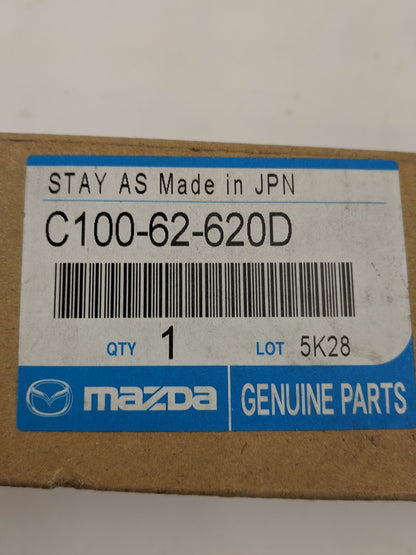 STAY AS Made in JPN
C100-62-620D
QTY 1 LOT 5K28
mazda GENUINE PARTS